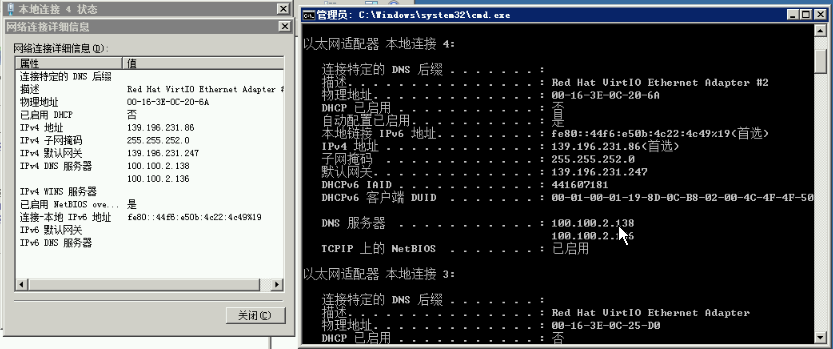 本地连接 4 状态
网络连接详细信息
网络连接详细信息(D):
属性 值
连接特定的 DNS 后缀
描述 Red Hat VirtIO Ethernet Adapter #
物理地址 00-16-3E-0C-20-6A
已启用 DHCP 否
IPv4 地址 139.196.231.86
IPv4 子网掩码 255.255.252.0
IPv4 默认网关 139.196.231.247
IPv4 DNS 服务器 100.100.2.138
100.100.2.136
IPv4 WINS 服务器
已启用 NetBIOS ove... 是
连接-本地 IPv6 地址 fe80::44f6:e50b:4c22:4c49%19
IPv6 默认网关
IPv6 DNS 服务器
关闭(C)
管理员: C:\Windows\system32\cmd.exe
以太网适配器 本地连接 4:
连接特定的 DNS 后缀 . . . . . . . :
描述. . . . . . . . . . . . . . . : Red Hat VirtIO Ethernet Adapter #2
物理地址. . . . . . . . . . . . . : 00-16-3E-0C-20-6A
DHCP 已启用 . . . . . . . . . . . : 否
自动配置已启用. . . . . . . . . . : 是
本地链接 IPv6 地址. . . . . . . . : fe80::44f6:e50b:4c22:4c49%19(首选)
IPv4 地址 . . . . . . . . . . . . : 139.196.231.86(首选)
子网掩码 . . . . . . . . . . . . : 255.255.252.0
默认网关. . . . . . . . . . . . . : 139.196.231.247
DHCPv6 IAID . . . . . . . . . . . : 441607181
DHCPv6 客户端 DUID . . . . . . . : 00-01-00-01-19-8D-0C-B8-02-00-4C-4F-4F-50
DNS 服务器 . . . . . . . . . . . : 100.100.2.138
TCPIP 上的 NetBIOS . . . . . . . : 已启用
以太网适配器 本地连接 3:
连接特定的 DNS 后缀 . . . . . . . :
描述. . . . . . . . . . . . . . . : Red Hat VirtIO Ethernet Adapter
物理地址. . . . . . . . . . . . . : 00-16-3E-0C-25-D0
DHCP 已启用 . . . . . . . . . . . : 否